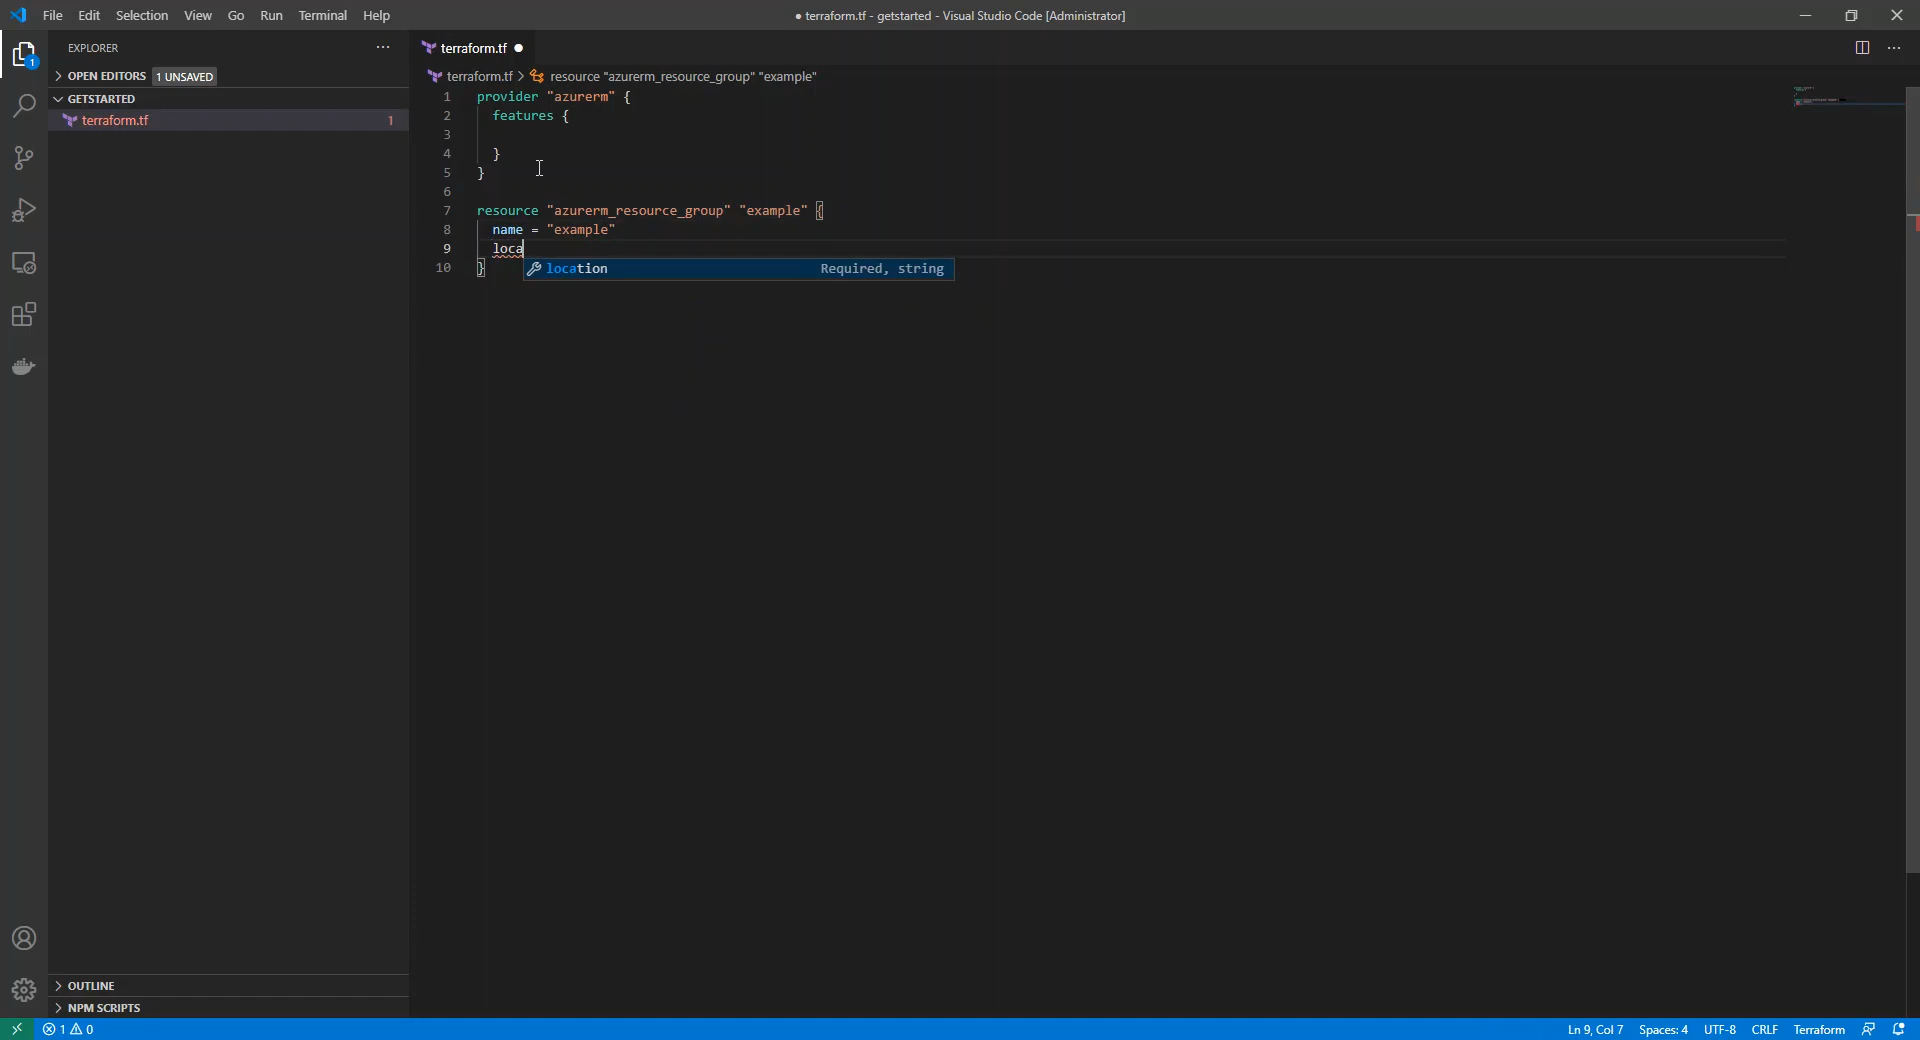 File Edit Selection View Go Run Terminal Help
● terraform.tf - getstarted - Visual Studio Code [Administrator]
EXPLORER
OPEN EDITORS 1 UNSAVED
GETSTARTED
terraform.tf 1
1
terraform.tf
terraform.tf > resource "azurerm_resource_group" "example"
1 provider "azurerm" {
2 features {
3
4 }
5 }
6
7 resource "azurerm_resource_group" "example" {
8 name = "example"
9 loca
10 }
location Required, string
OUTLINE
NPM SCRIPTS
1 0
Ln 9, Col 7 Spaces: 4 UTF-8 CRLF Terraform